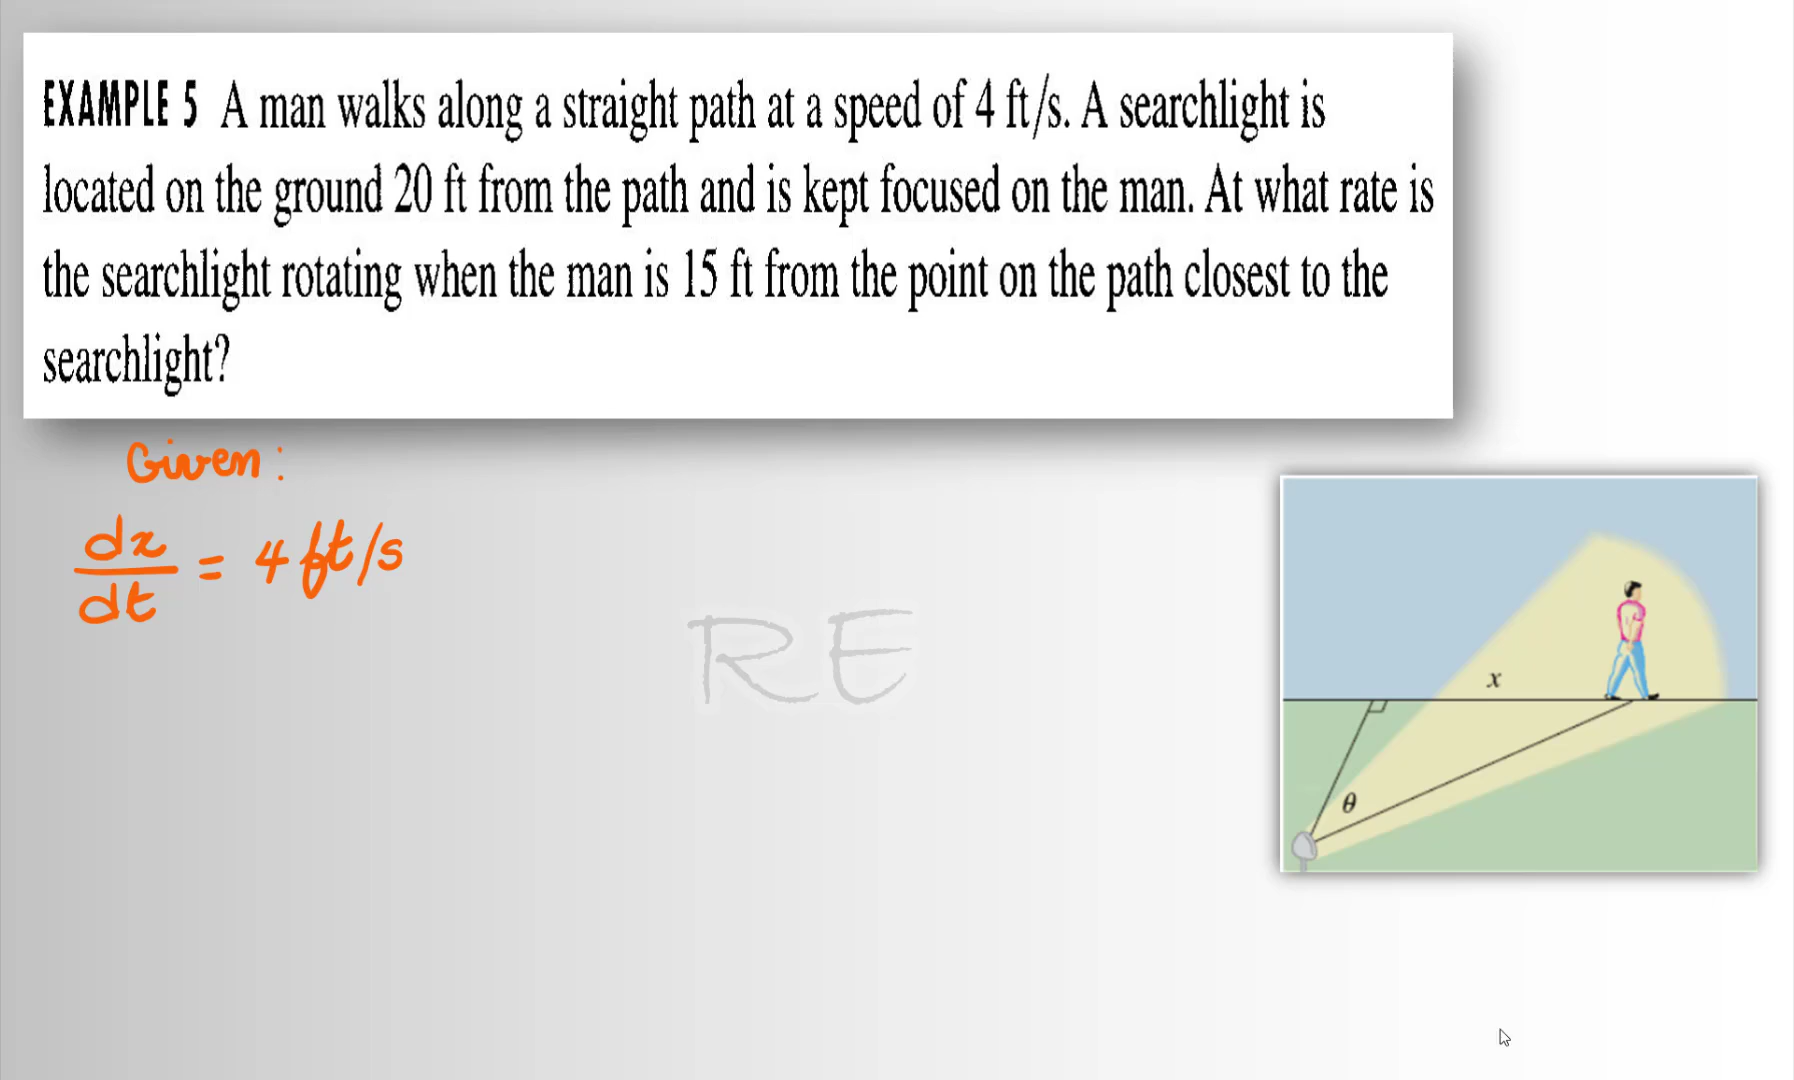 EXAMPLE 5 A man walks along a straight path at a speed of 4 ft/s. A searchlight is
located on the ground 20 ft from the path and is kept focused on the man. At what rate is
the searchlight rotating when the man is 15 ft from the point on the path closest to the
searchlight?
Given:
dx/dt = 4 ft/s
RE
x
θ